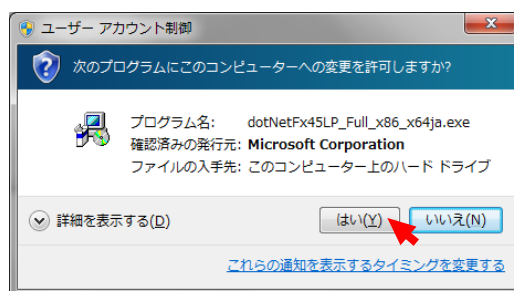 ユーザー アカウント制御
次のプログラムにこのコンピューターへの変更を許可しますか?
プログラム名: dotNetFx45LP_Full_x86_x64ja.exe
確認済みの発行元: Microsoft Corporation
ファイルの入手先: このコンピューター上のハード ドライブ
詳細を表示する(D)
はい(Y)
いいえ(N)
これらの通知を表示するタイミングを変更する